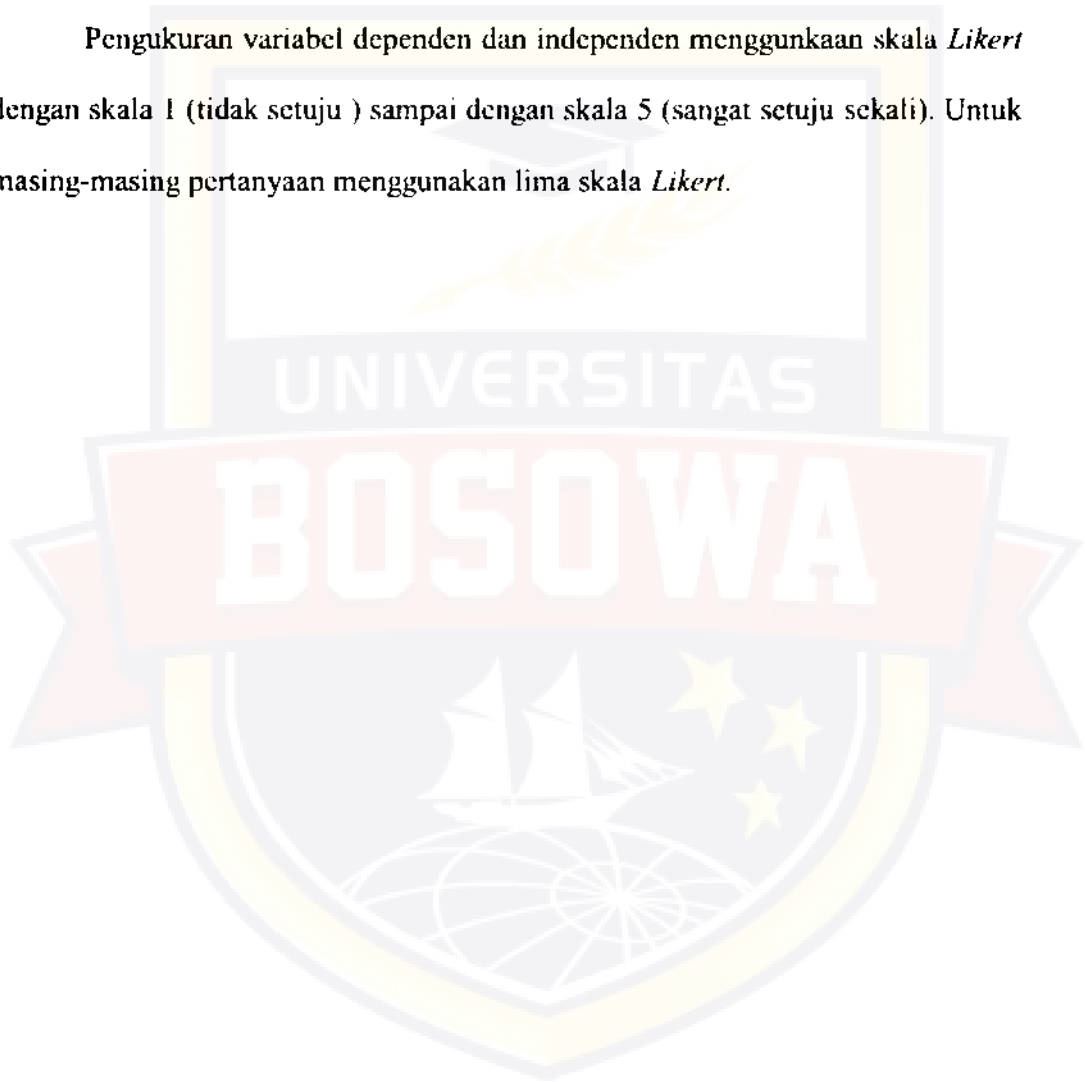 Pengukuran variabel dependen dan independen menggunkaan skala Likert
dengan skala 1 (tidak setuju ) sampai dengan skala 5 (sangat setuju sekali). Untuk
masing-masing pertanyaan menggunakan lima skala Likert.
UNIVERSITAS
BOSOWA